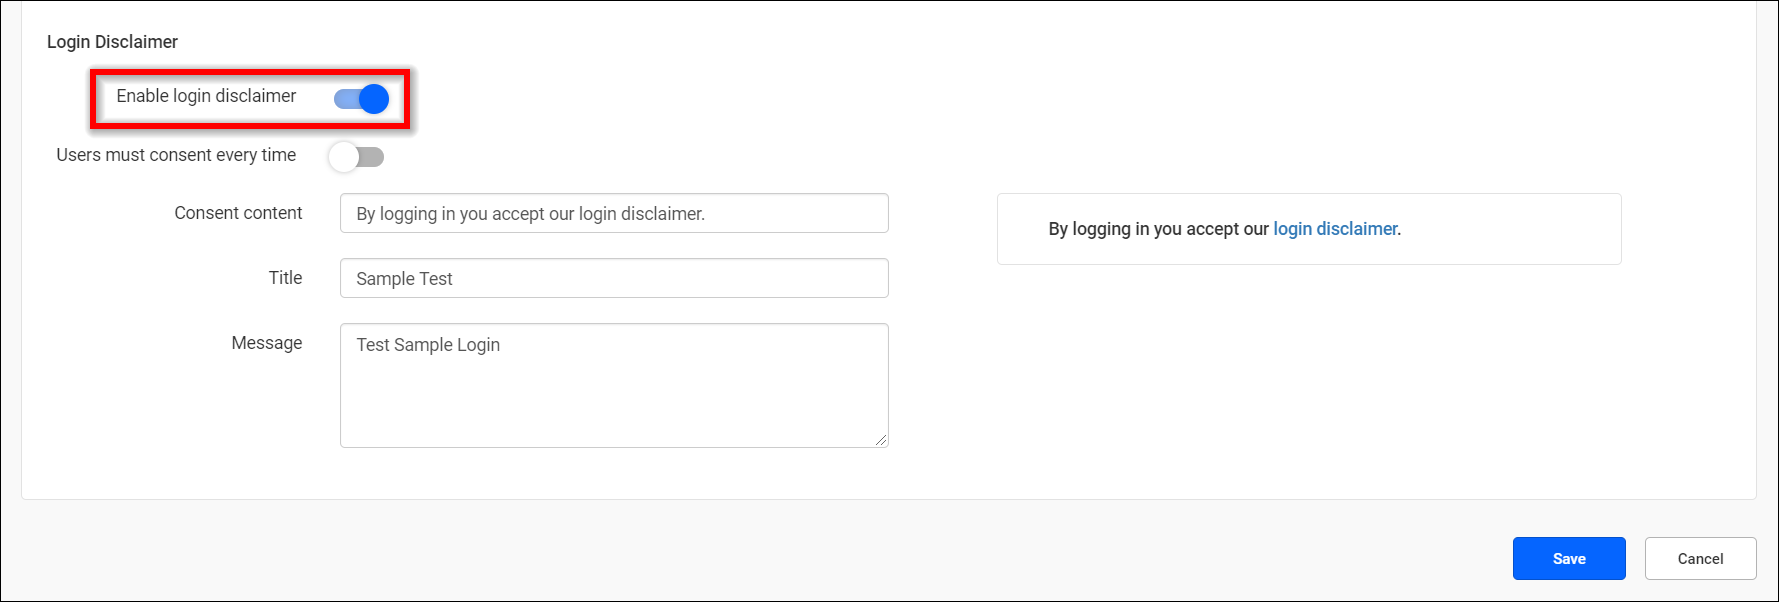 Login Disclaimer
Enable login disclaimer
Users must consent every time
Consent content
By logging in you accept our login disclaimer.
By logging in you accept our login disclaimer.
Title
Sample Test
Message
Test Sample Login
Save
Cancel